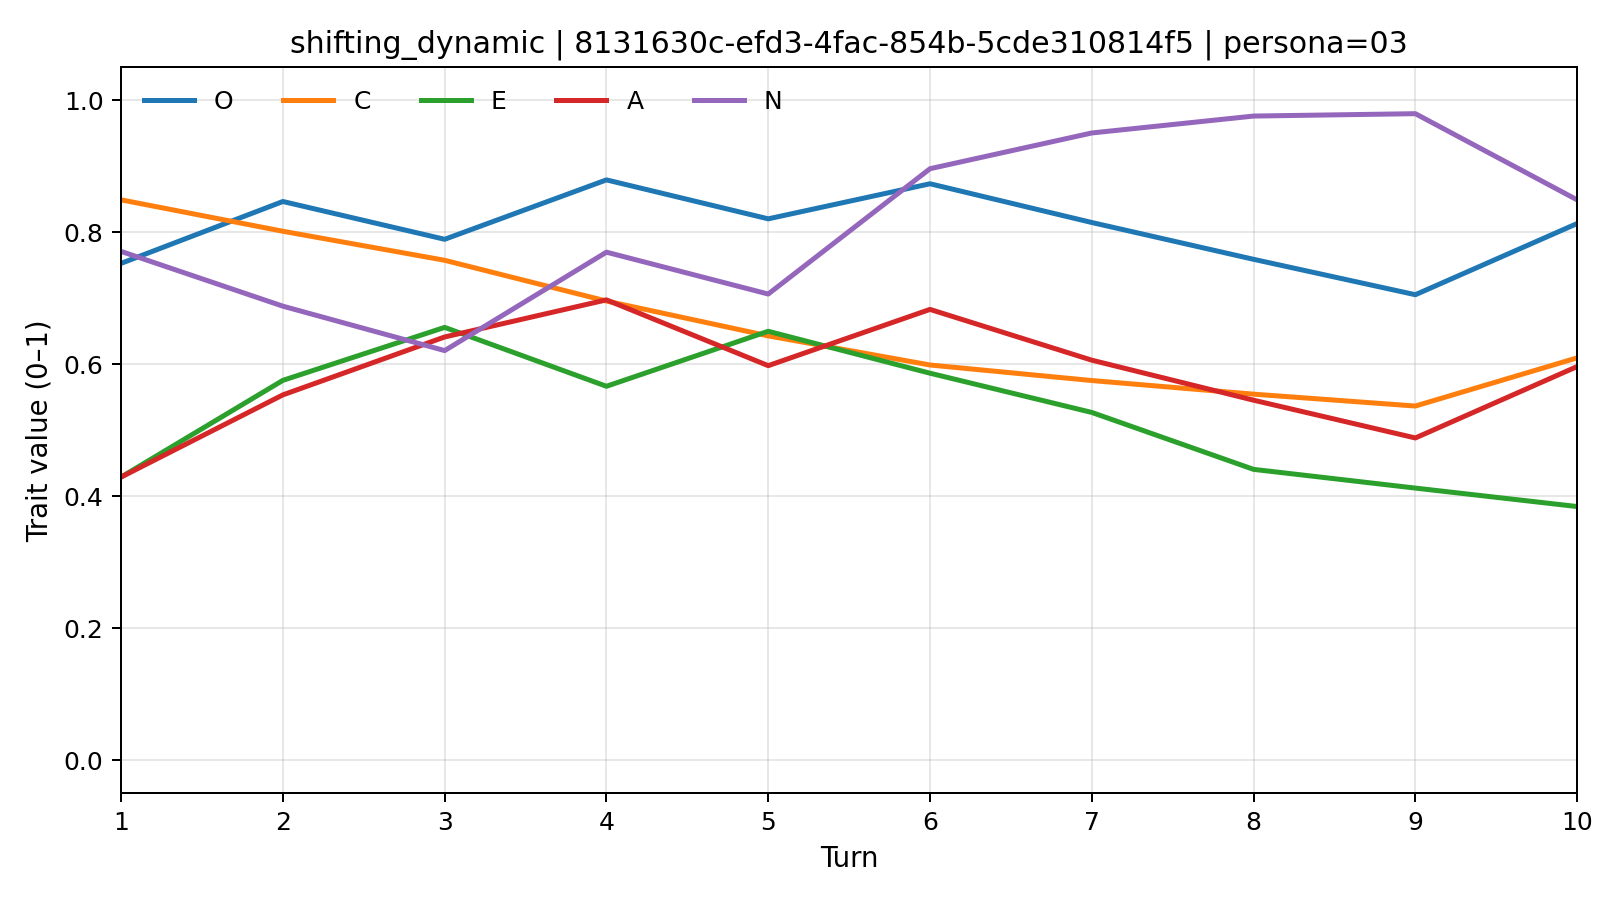 shifting_dynamic | 8131630c-efd3-4fac-854b-5cde310814f5 | persona=03
O C E A N
Trait value (0–1)
1.0
0.8
0.6
0.4
0.2
0.0
1 2 3 4 5 6 7 8 9 10
Turn